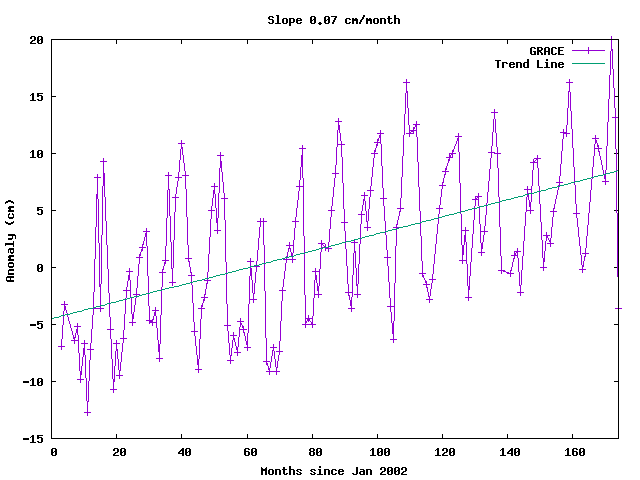 Slope 0.07 cm/month
GRACE
Trend Line
20
15
10
5
0
-5
-10
-15
Anomaly (cm)
0 20 40 60 80 100 120 140 160
Months since Jan 2002